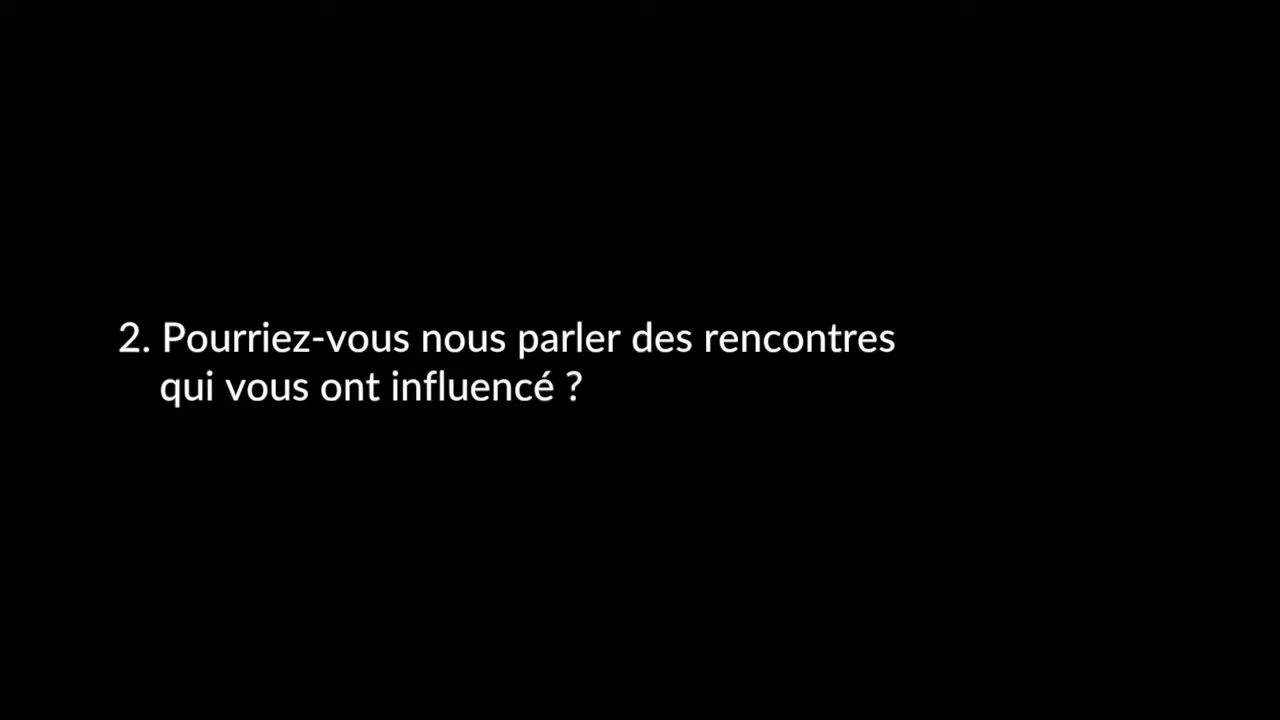 2. Pourriez-vous nous parler des rencontres
qui vous ont influencé ?